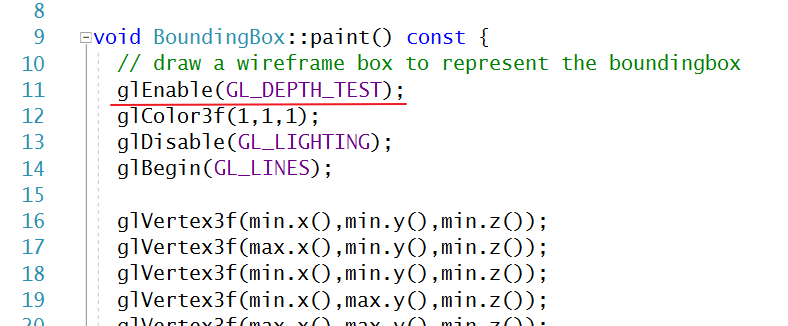 8
9 void BoundingBox::paint() const {
10 // draw a wireframe box to represent the boundingbox
11 glEnable(GL_DEPTH_TEST);
12 glColor3f(1,1,1);
13 glDisable(GL_LIGHTING);
14 glBegin(GL_LINES);
15
16 glVertex3f(min.x(),min.y(),min.z());
17 glVertex3f(max.x(),min.y(),min.z());
18 glVertex3f(min.x(),min.y(),min.z());
19 glVertex3f(min.x(),max.y(),min.z());
20 glVertex3f(max.x(),max.y(),min.z());